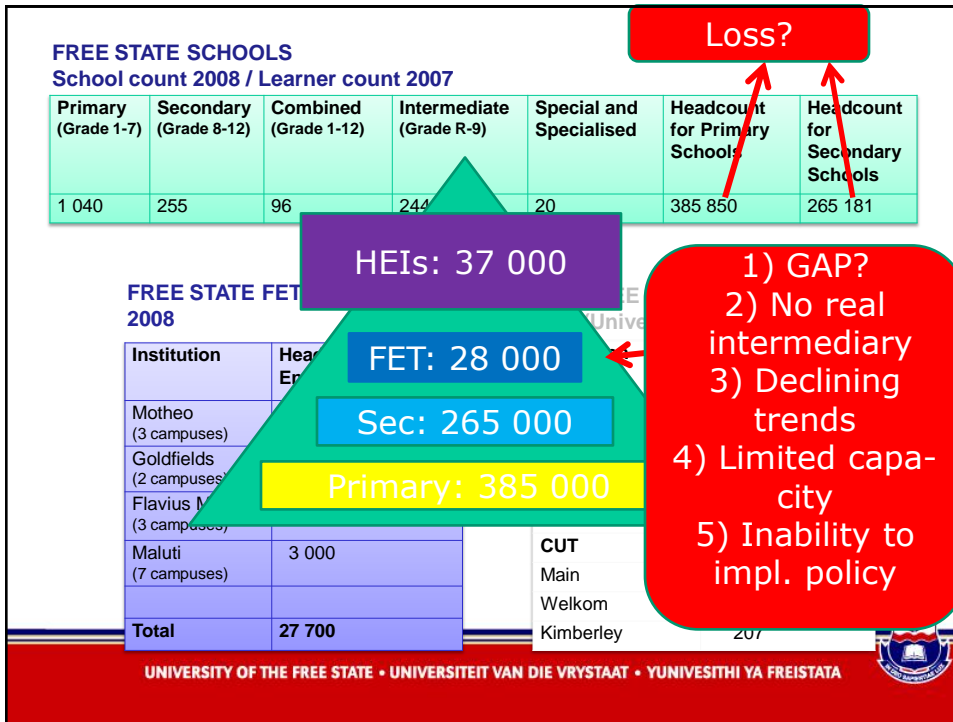 Loss?
FREE STATE SCHOOLS
School count 2008 / Learner count 2007
Primary (Grade 1-7)
Secondary (Grade 8-12)
Combined (Grade 1-12)
Intermediate (Grade R-9)
Special and Specialised
Headcount for Primary Schools
Headcount for Secondary Schools
1 040
255
96
244
20
385 850
265 181
HEIs: 37 000
FET: 28 000
Sec: 265 000
Primary: 385 000
1) GAP?
2) No real
intermediary
3) Declining
trends
4) Limited capa-
city
5) Inability to
impl. policy
FREE STATE FET
2008
Institution
Motheo
(3 campuses)
Goldfields
(2 campuses)
Flavius
(3 campuses)
Maluti
(7 campuses)
3 000
Total
27 700
CUT
Main
Welkom
Kimberley
207
UNIVERSITY OF THE FREE STATE • UNIVERSITEIT VAN DIE VRYSTAAT • YUNIVESITHI YA FREISTATA